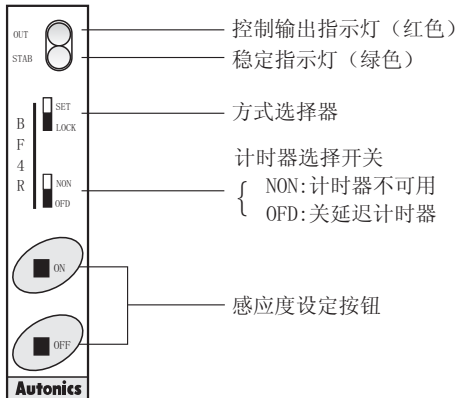 OUT
控制输出指示灯（红色）
STAB
稳定指示灯（绿色）
SET
方式选择器
LOCK
B
F
4
R
计时器选择开关
NON
NON:计时器不可用
OFD
OFD:关延迟计时器
ON
感应度设定按钮
OFF
Autonics